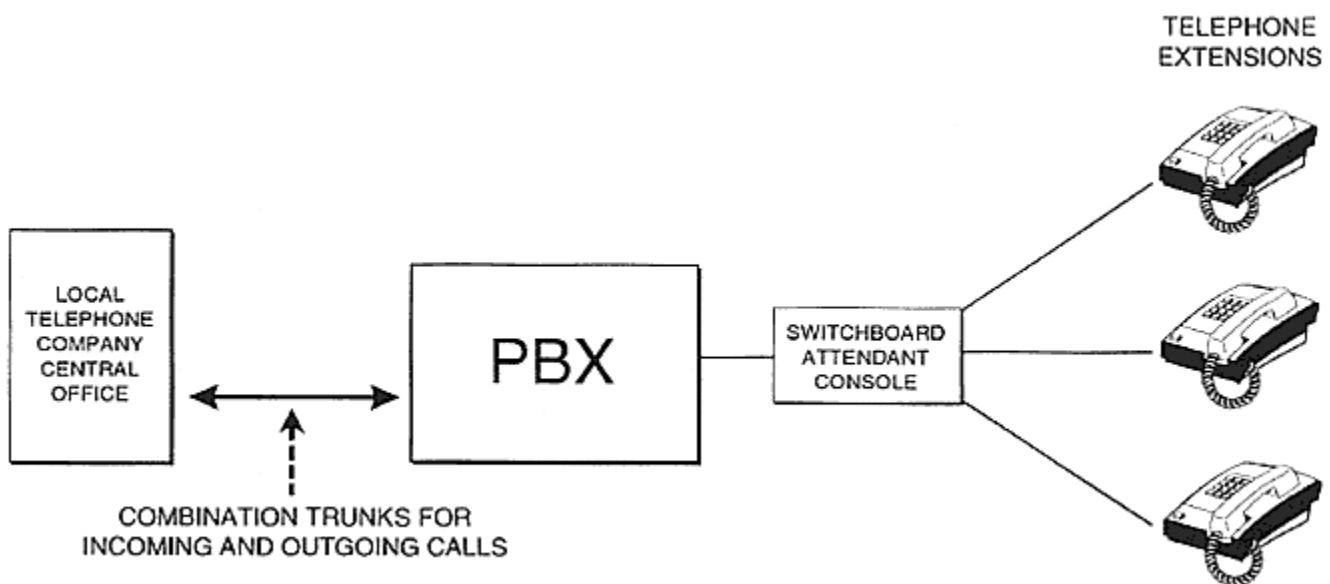 TELEPHONE
EXTENSIONS
LOCAL
TELEPHONE
COMPANY
CENTRAL
OFFICE
PBX
SWITCHBOARD
ATTENDANT
CONSOLE
COMBINATION TRUNKS FOR
INCOMING AND OUTGOING CALLS